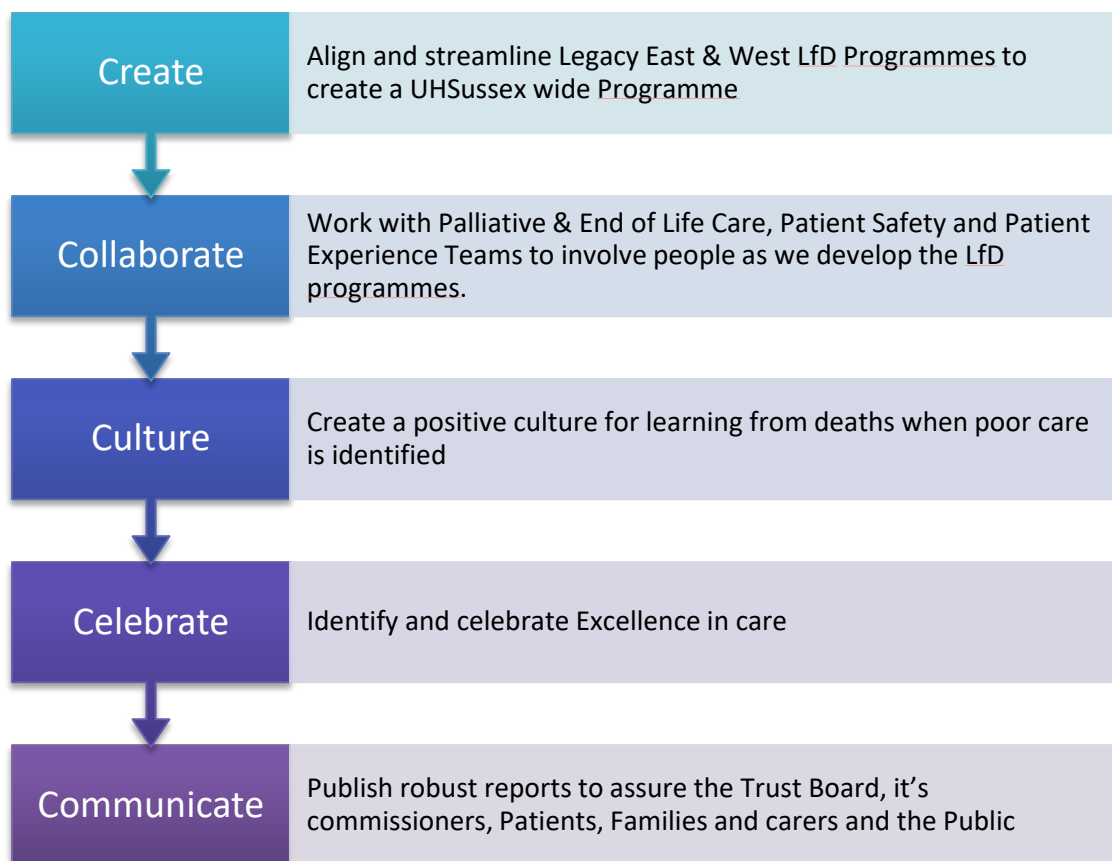 Create
Align and streamline Legacy East & West LfD Programmes to
create a UHSussex wide Programme
Collaborate
Work with Palliative & End of Life Care, Patient Safety and Patient
Experience Teams to involve people as we develop the LfD
programmes.
Culture
Create a positive culture for learning from deaths when poor care
is identified
Celebrate
Identify and celebrate Excellence in care
Communicate
Publish robust reports to assure the Trust Board, it’s
commissioners, Patients, Families and carers and the Public